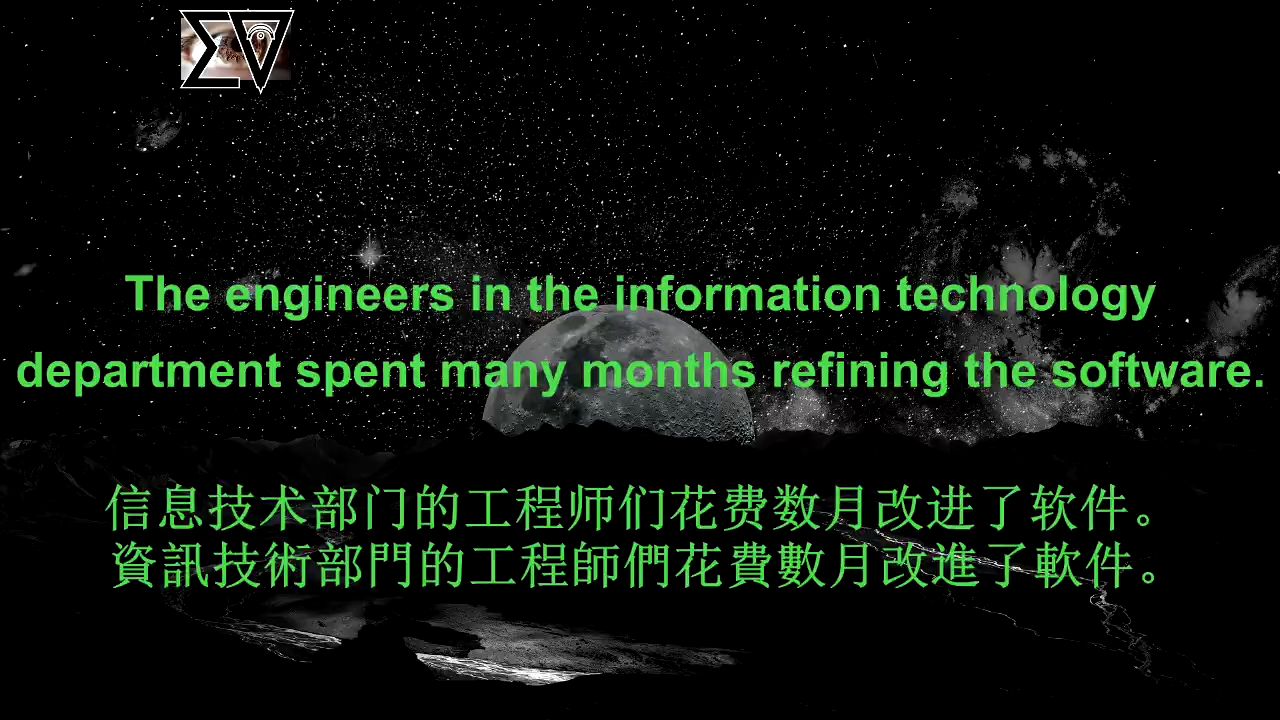 ΣV
The engineers in the information technology
department spent many months refining the software.
信息技术部门的工程师们花费数月改进了软件。
資訊技術部門的工程師們花費數月改進了軟件。